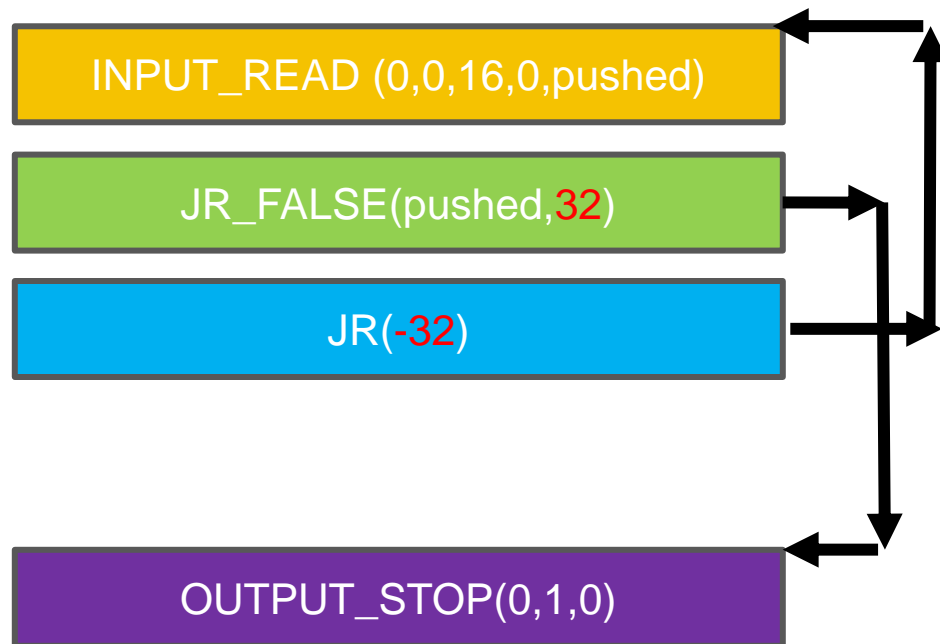 INPUT_READ (0,0,16,0,pushed)
JR_FALSE(pushed,32)
JR(-32)
OUTPUT_STOP(0,1,0)